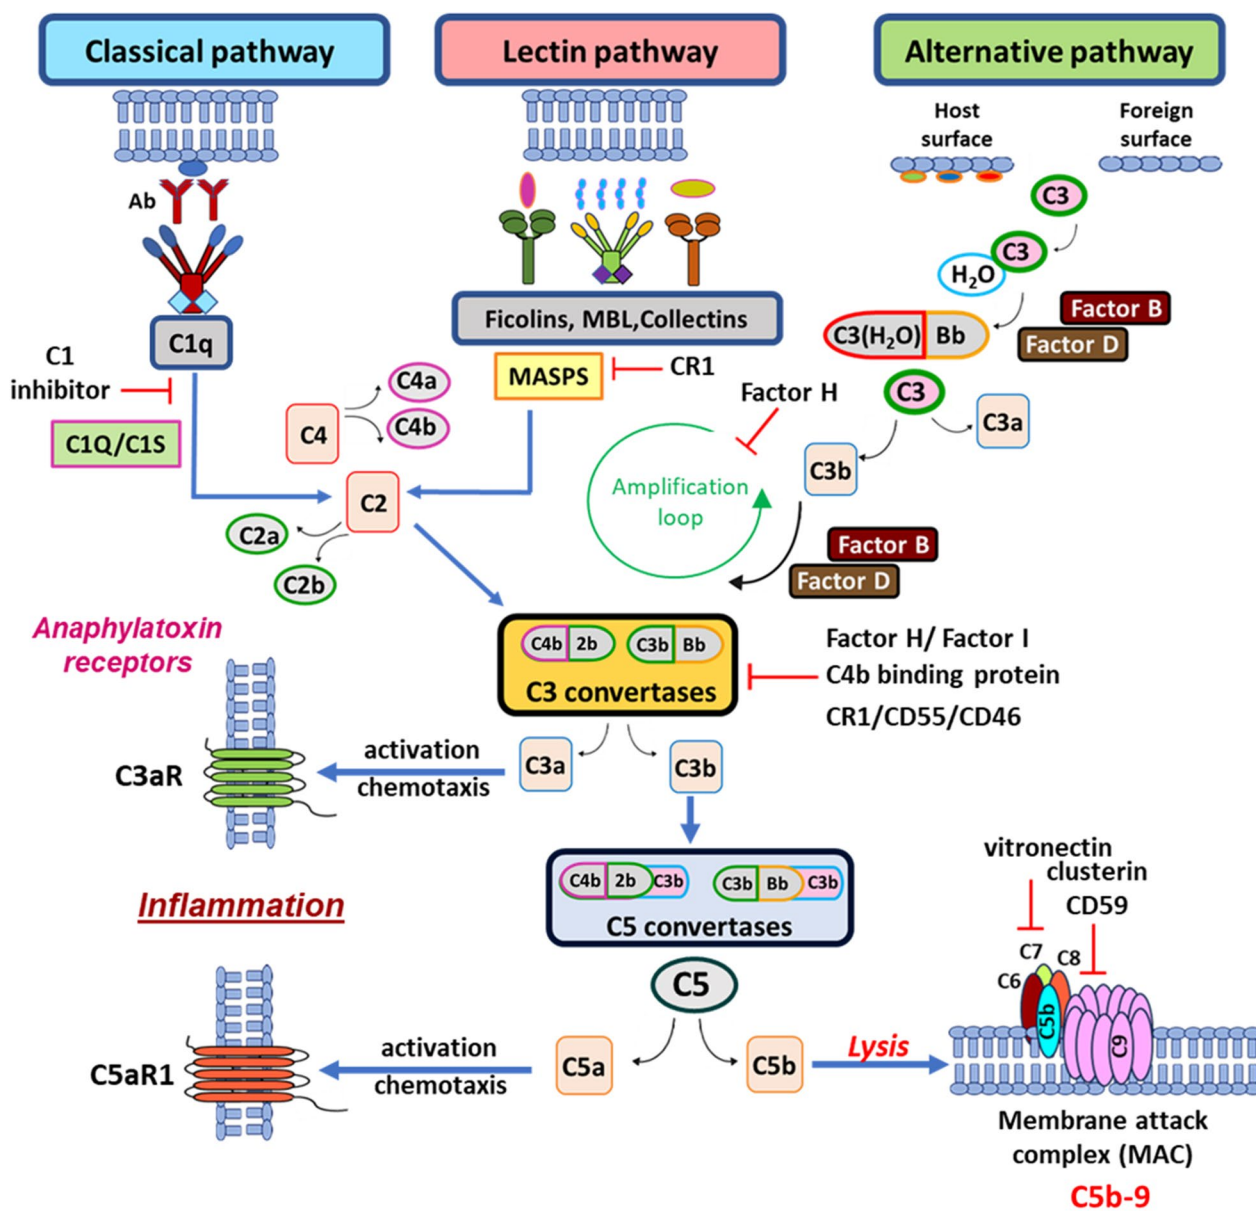 Classical pathway
Lectin pathway
Alternative pathway
Host
surface
Foreign
surface
Ab
C3
C3
H₂O
Factor B
Factor D
C3(H₂O)
Bb
C1q
Ficolins, MBL,Collectins
C1
inhibitor
C1Q/C1S
MASPS
CR1
C4
C4a
C4b
C2
C2a
C2b
Factor H
Amplification
loop
C3
C3a
C3b
Factor B
Factor D
Anaphylatoxin
receptors
C4b
2b
C3b
Bb
C3 convertases
Factor H/ Factor I
C4b binding protein
CR1/CD55/CD46
C3aR
activation
chemotaxis
C3a
C3b
Inflammation
C4b
2b
C3b
C3b
Bb
C3b
C5 convertases
C5
C5aR1
activation
chemotaxis
C5a
C5b
Lysis
vitronectin
clusterin
CD59
C7
C8
C6
C5b
C9
Membrane attack
complex (MAC)
C5b-9